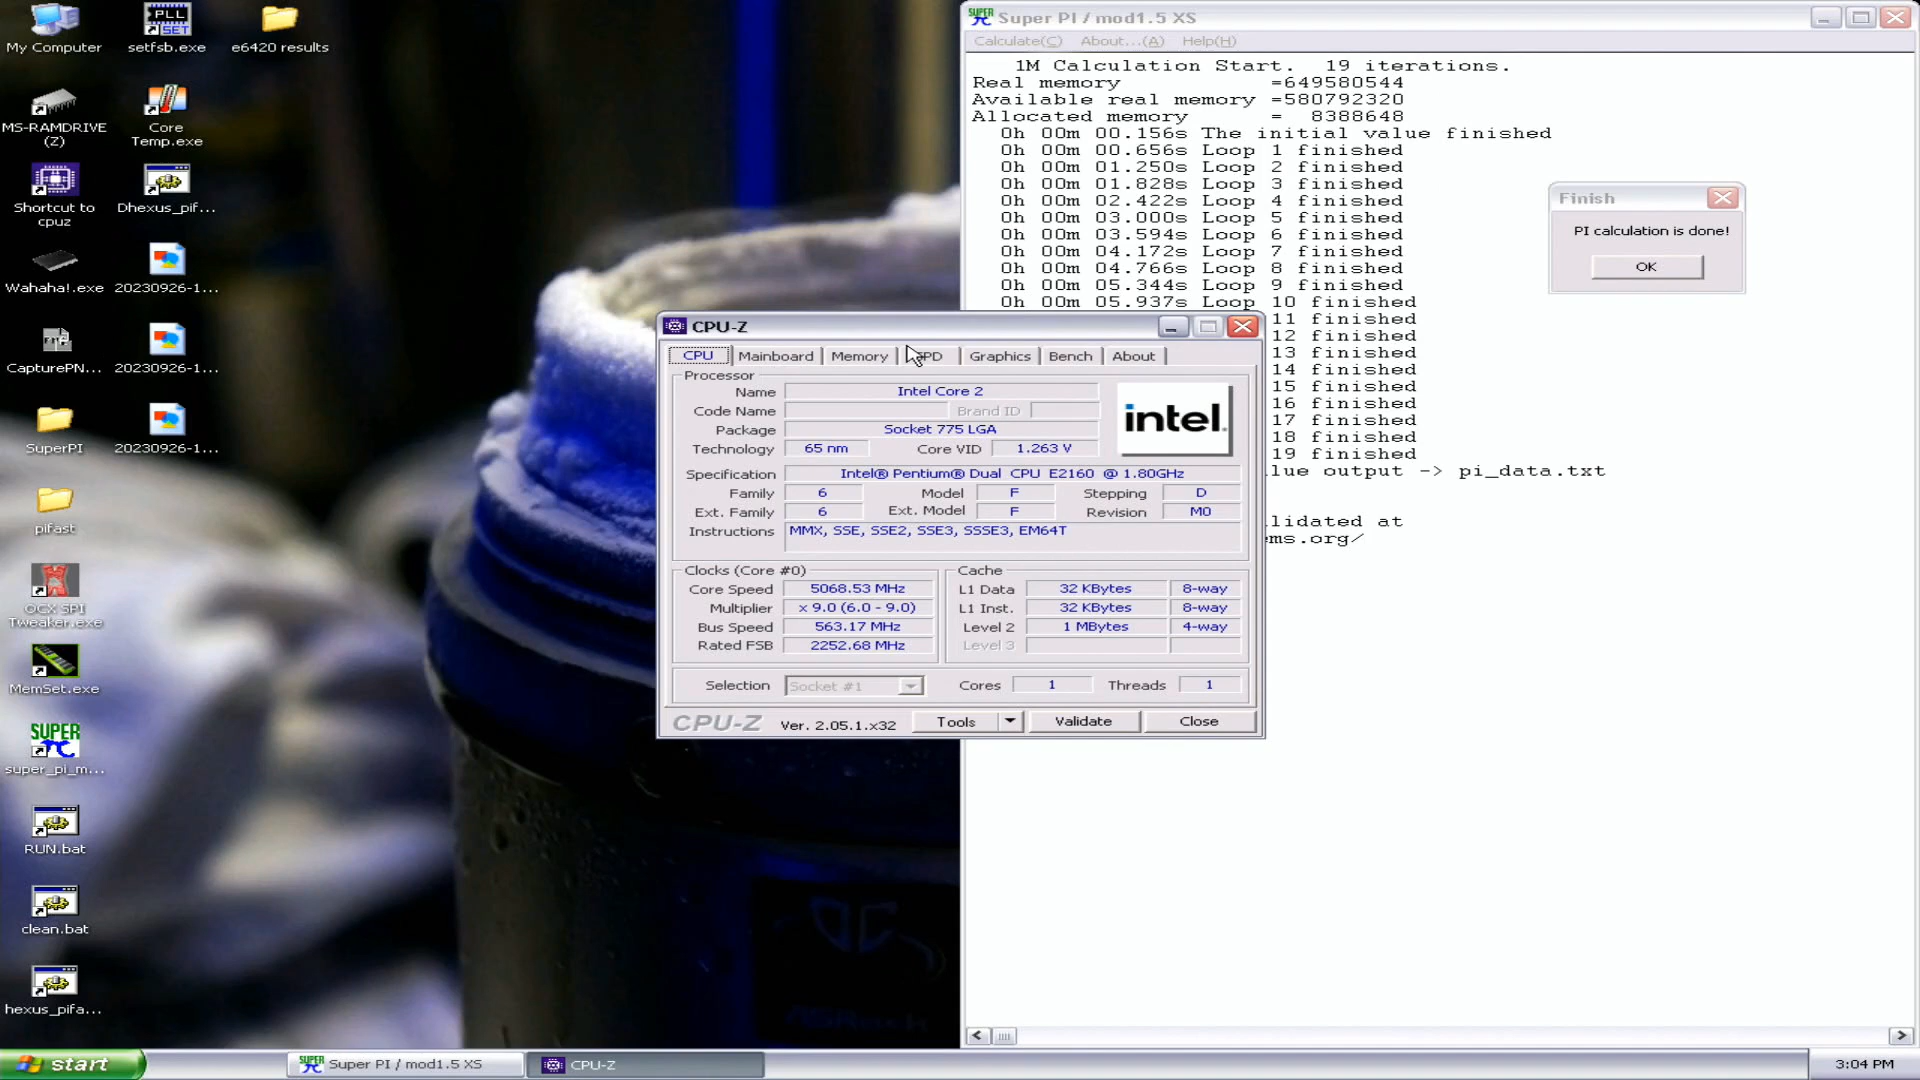 My Computer
setfsb.exe
e6420 results
MS-RAMDRIVE (Z)
Core Temp.exe
Shortcut to cpuz
Dhexus_pif...
Wahaha!.exe
20230926-1...
CapturePN...
20230926-1...
SuperPI
20230926-1...
pifast
OCX SPI Tweaker.exe
MemSet.exe
SUPER
super_pi_m...
RUN.bat
clean.bat
hexus_pifa...
PLL
SET
Super PI / mod1.5 XS
Calculate(C) About...(A) Help(H)
1M Calculation Start. 19 iterations.
Real memory =649580544
Available real memory =580792320
Allocated memory = 8388648
0h 00m 00.156s The initial value finished
0h 00m 00.656s Loop 1 finished
0h 00m 01.250s Loop 2 finished
0h 00m 01.828s Loop 3 finished
0h 00m 02.422s Loop 4 finished
0h 00m 03.000s Loop 5 finished
0h 00m 03.594s Loop 6 finished
0h 00m 04.172s Loop 7 finished
0h 00m 04.766s Loop 8 finished
0h 00m 05.344s Loop 9 finished
0h 00m 05.937s Loop 10 finished
11 finished
12 finished
13 finished
14 finished
15 finished
16 finished
17 finished
18 finished
19 finished
lue output -> pi_data.txt
lidated at
ems.org/
Finish
PI calculation is done!
OK
CPU-Z
CPU Mainboard Memory PD Graphics Bench About
Processor
Name Intel Core 2
Code Name Brand ID
Package Socket 775 LGA
Technology 65 nm Core VID 1.263 V
intel.
Specification Intel® Pentium® Dual CPU E2160 @ 1.80GHz
Family 6 Model F Stepping D
Ext. Family 6 Ext. Model F Revision M0
Instructions MMX, SSE, SSE2, SSE3, SSSE3, EM64T
Clocks (Core #0)
Core Speed 5068.53 MHz
Multiplier x 9.0 (6.0 - 9.0)
Bus Speed 563.17 MHz
Rated FSB 2252.68 MHz
Cache
L1 Data 32 KBytes 8-way
L1 Inst. 32 KBytes 8-way
Level 2 1 MBytes 4-way
Level 3
Selection Socket #1 Cores 1 Threads 1
CPU-Z Ver. 2.05.1.x32 Tools Validate Close
start
SUPER Super PI / mod1.5 XS
CPU-Z
3:04 PM